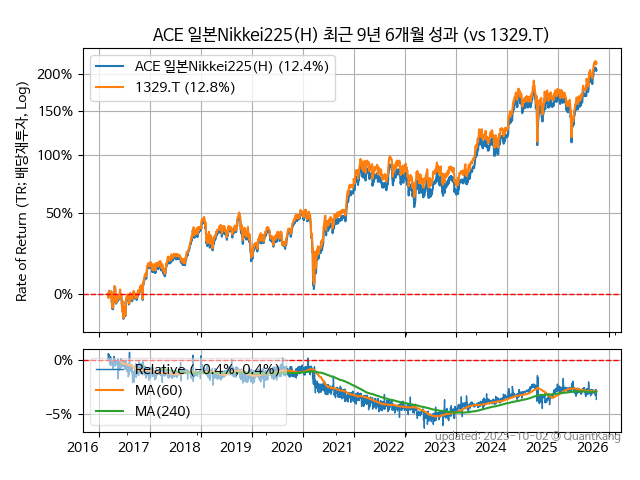 ACE 일본Nikkei225(H) 최근 9년 6개월 성과 (vs 1329.T)
Rate of Return (TR: 배당재투자, Log)
200%
150%
100%
50%
0%
ACE 일본Nikkei225(H) (12.4%)
1329.T (12.8%)
0%
−5%
Relative (−0.4%, 0.4%)
MA(60)
MA(240)
2016 2017 2018 2019 2020 2021 2022 2023 2024 2025 2026
updated: 2025-10-02 © QuantKang